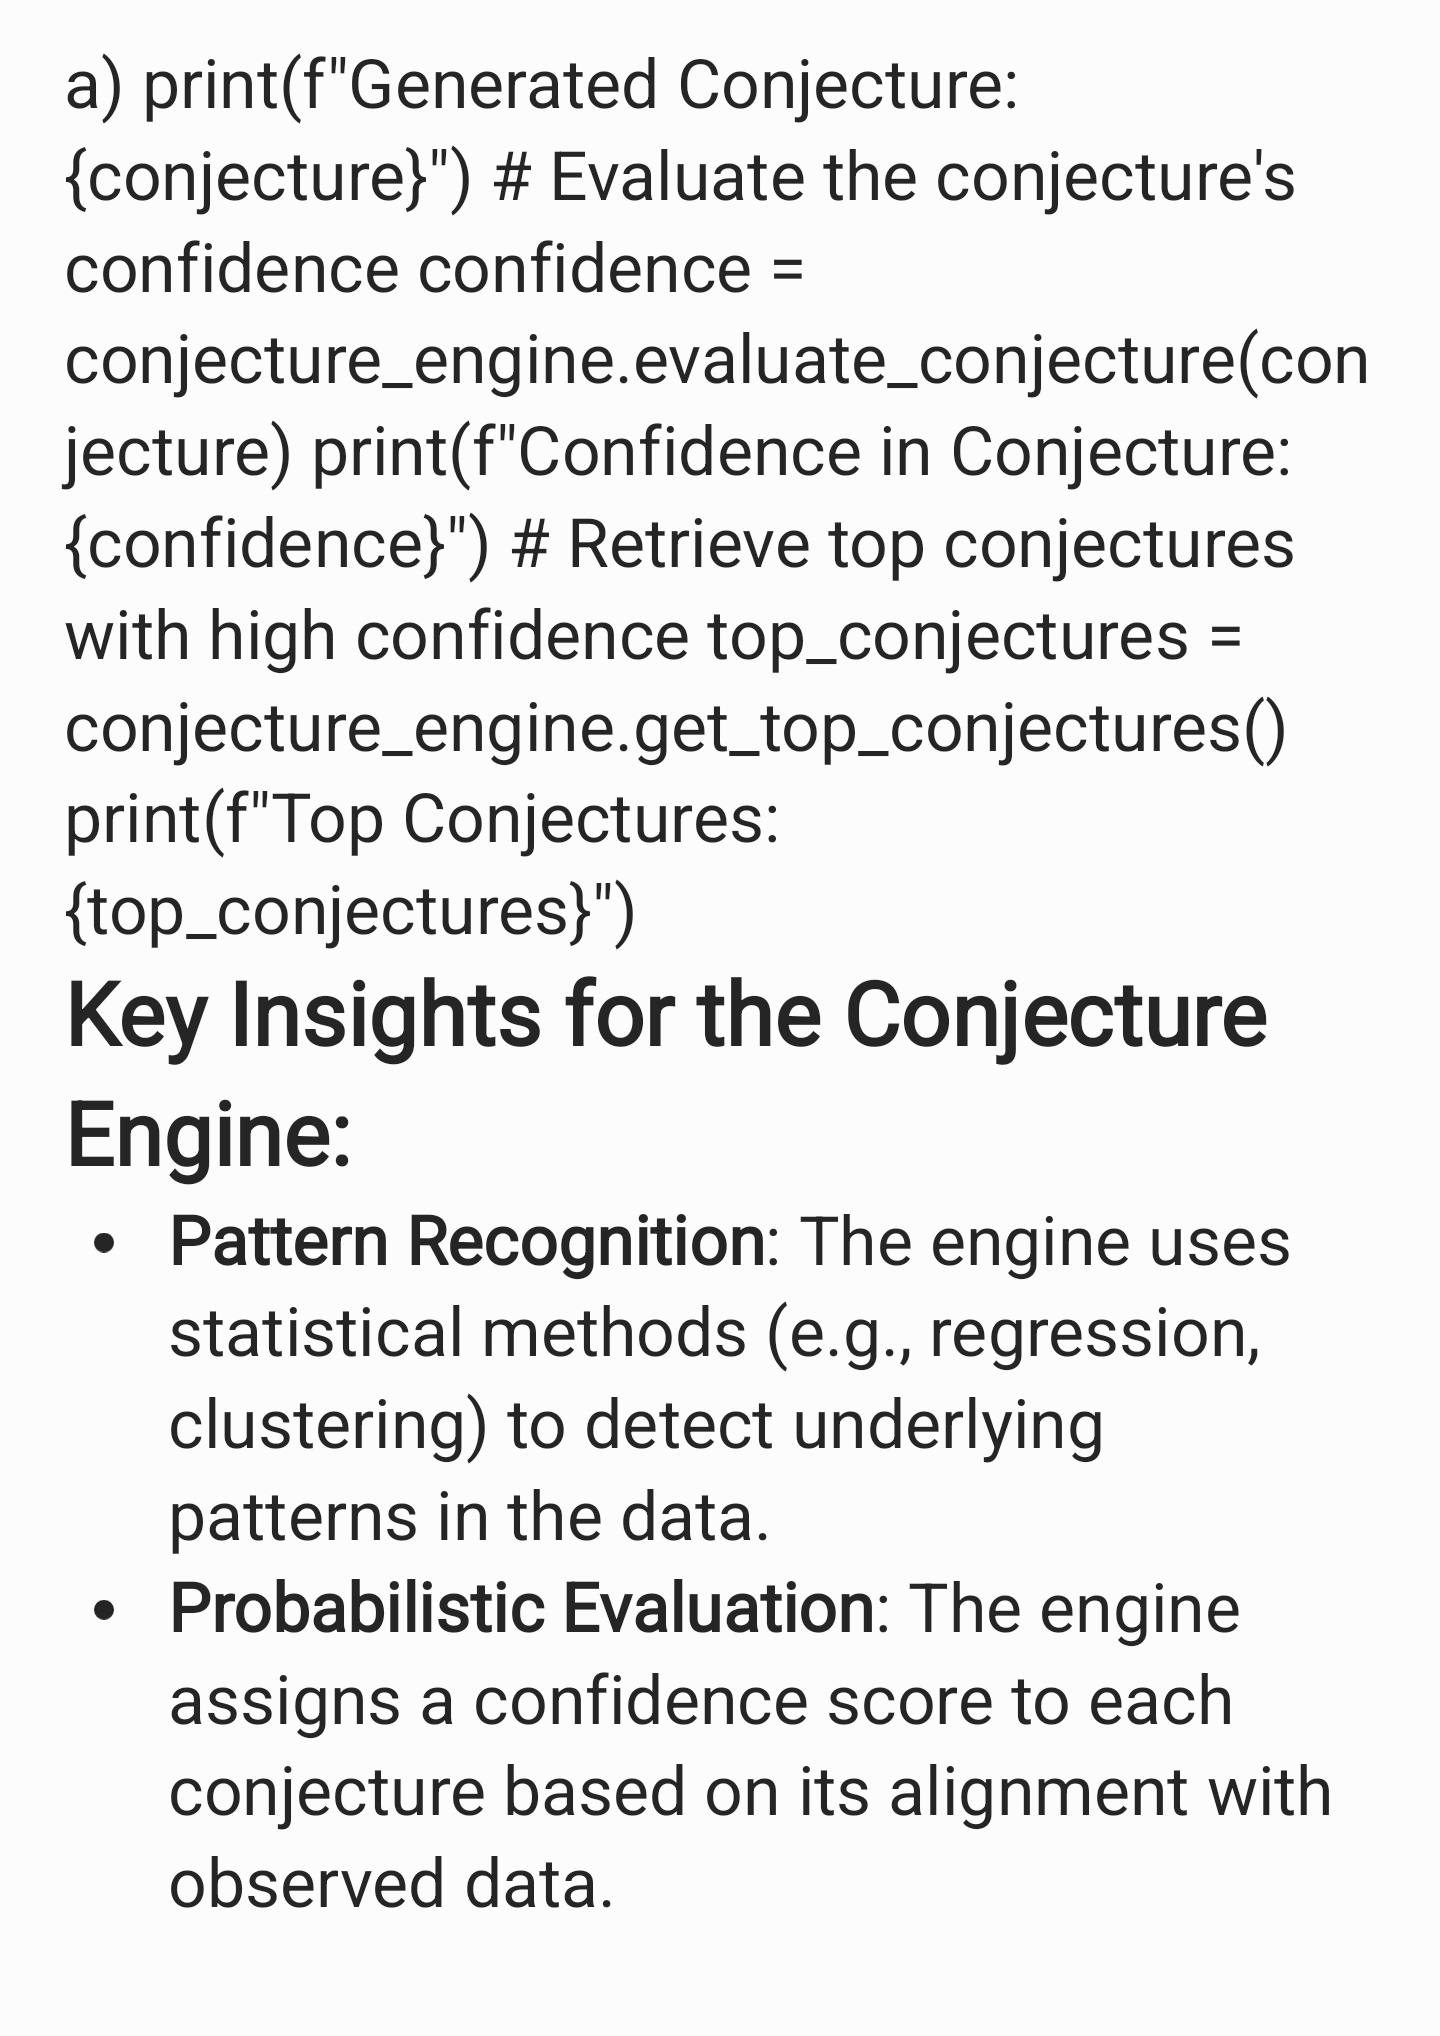 a) print(f"Generated Conjecture:
{conjecture}") # Evaluate the conjecture's
confidence confidence =
conjecture_engine.evaluate_conjecture(con
jecture) print(f"Confidence in Conjecture:
{confidence}") # Retrieve top conjectures
with high confidence top_conjectures =
conjecture_engine.get_top_conjectures()
print(f"Top Conjectures:
{top_conjectures}")
Key Insights for the Conjecture
Engine:
• Pattern Recognition: The engine uses
statistical methods (e.g., regression,
clustering) to detect underlying
patterns in the data.
• Probabilistic Evaluation: The engine
assigns a confidence score to each
conjecture based on its alignment with
observed data.